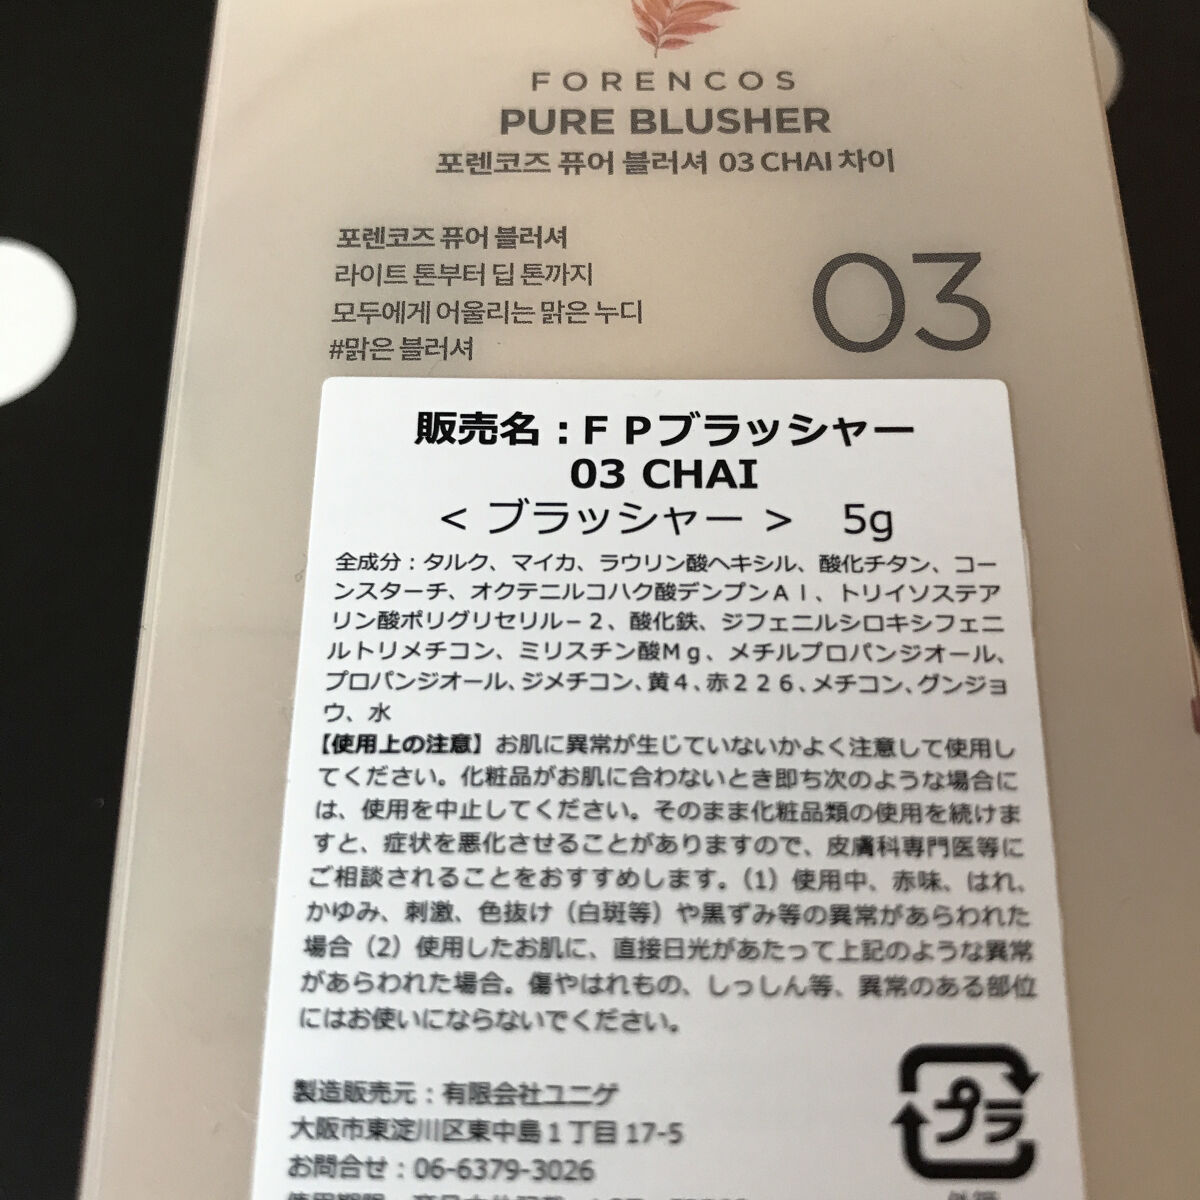 FORENCOS
PURE BLUSHER
포렌코즈 퓨어 블러셔 03 CHAI 차이
포렌코즈 퓨어 블러셔
라이트 톤부터 딥 톤까지
모두에게 어울리는 맑은 누디
#맑은 블러셔
03
販売名：ＦＰブラッシャー
03 CHAI
< ブラッシャー > 5g
全成分：タルク、マイカ、ラウリン酸ヘキシル、酸化チタン、コー
ンスターチ、オクテニルコハク酸デンプンＡｌ、トリイソステア
リン酸ポリグリセリル－２、酸化鉄、ジフェニルシロキシフェニ
ルトリメチコン、ミリスチン酸Ｍｇ、メチルプロパンジオール、
プロパンジオール、ジメチコン、黄４、赤２２６、メチコン、グンジョ
ウ、水
【使用上の注意】お肌に異常が生じていないかよく注意して使用し
てください。化粧品がお肌に合わないとき即ち次のような場合に
は、使用を中止してください。そのまま化粧品類の使用を続けま
すと、症状を悪化させることがありますので、皮膚科専門医等に
ご相談されることをおすすめします。（1）使用中、赤味、はれ、
かゆみ、刺激、色抜け（白斑等）や黒ずみ等の異常があらわれた
場合（2）使用したお肌に、直接日光があたって上記のような異常
があらわれた場合。傷やはれもの、しっしん等、異常のある部位
にはお使いにならないでください。
製造販売元：有限会社ユニゲ
大阪市東淀川区東中島１丁目 17-5
お問合せ：06-6379-3026
プラ